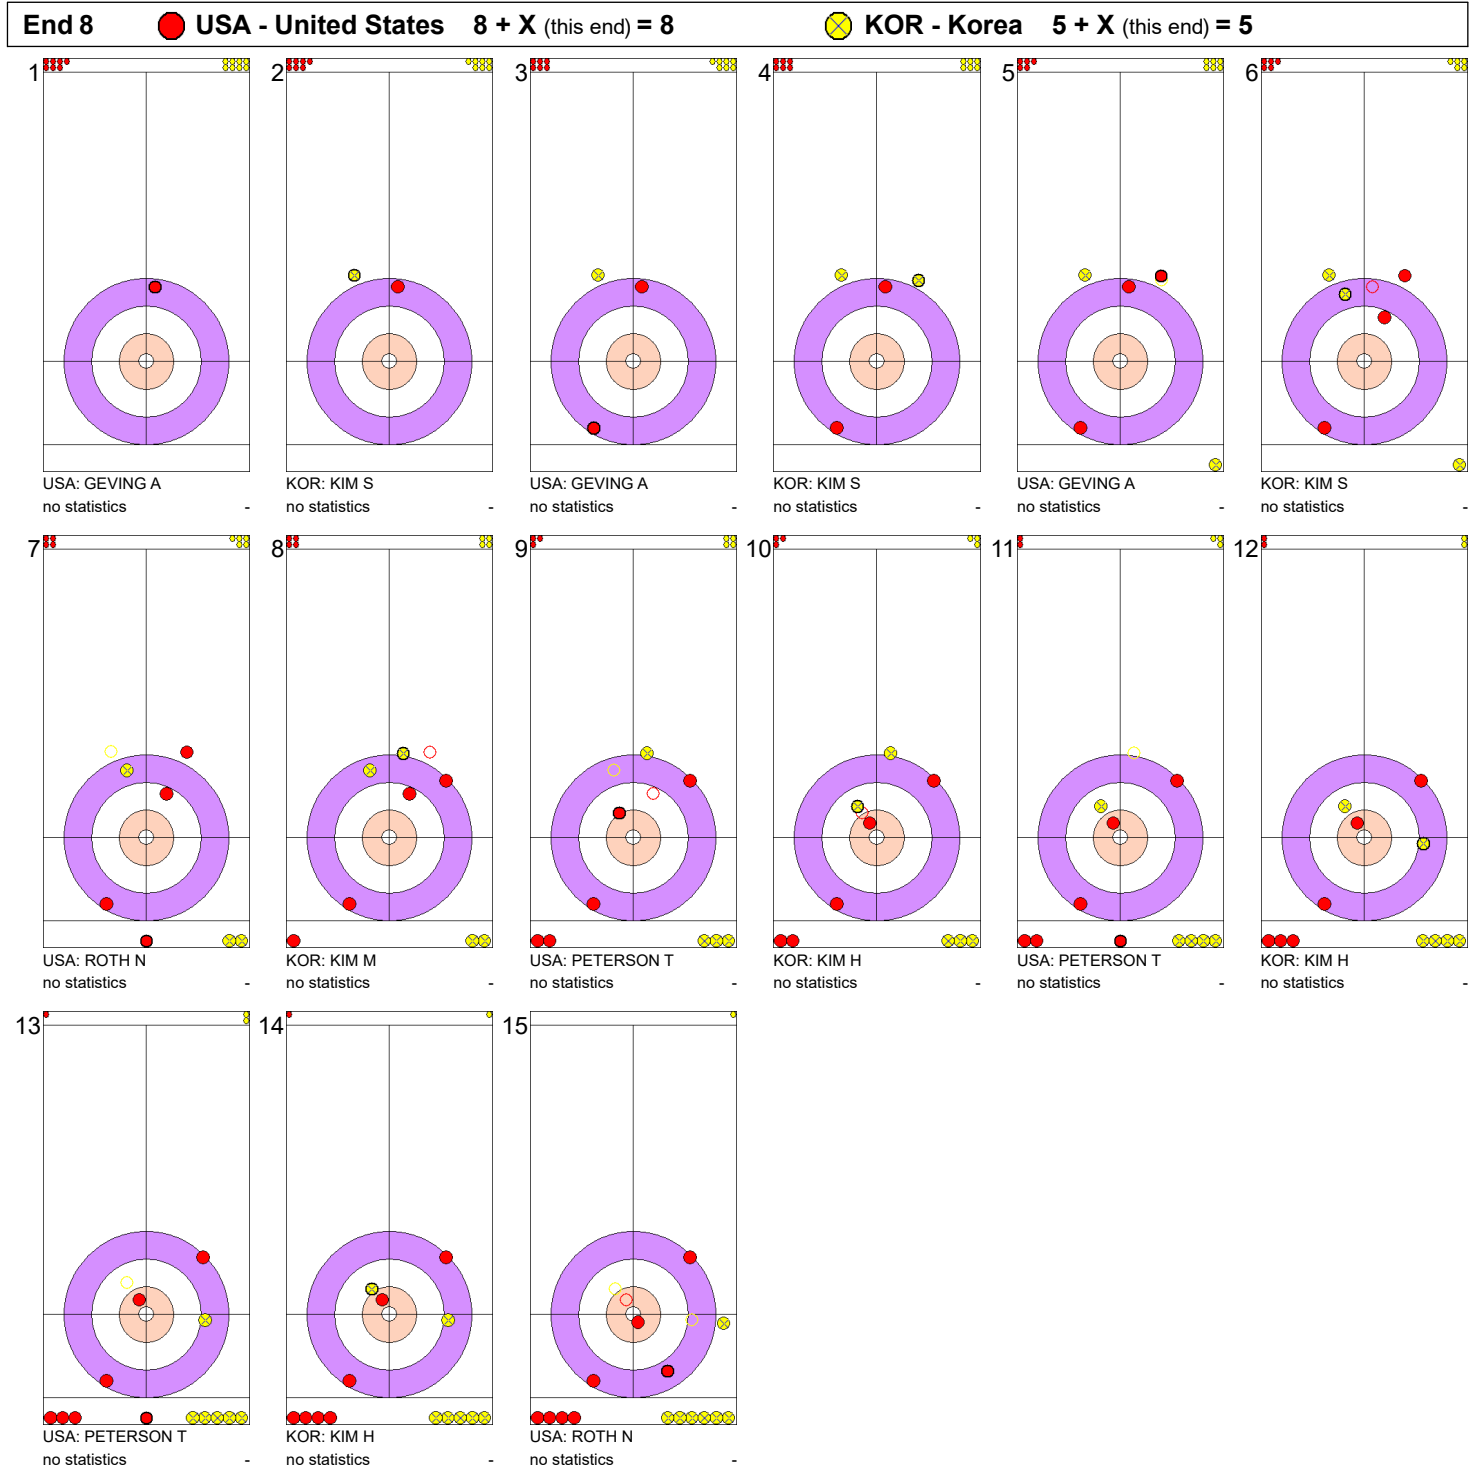 End 8 USA - United States 8 + X (this end) = 8 KOR - Korea 5 + X (this end) = 5
1 2 3 4 5 6
USA: GEVING A KOR: KIM S USA: GEVING A KOR: KIM S USA: GEVING A KOR: KIM S
no statistics - no statistics - no statistics - no statistics - no statistics - no statistics -
7 8 9 10 11 12
USA: ROTH N KOR: KIM M USA: PETERSON T KOR: KIM H USA: PETERSON T KOR: KIM H
no statistics - no statistics - no statistics - no statistics - no statistics - no statistics -
13 14 15
USA: PETERSON T KOR: KIM H USA: ROTH N
no statistics - no statistics - no statistics -